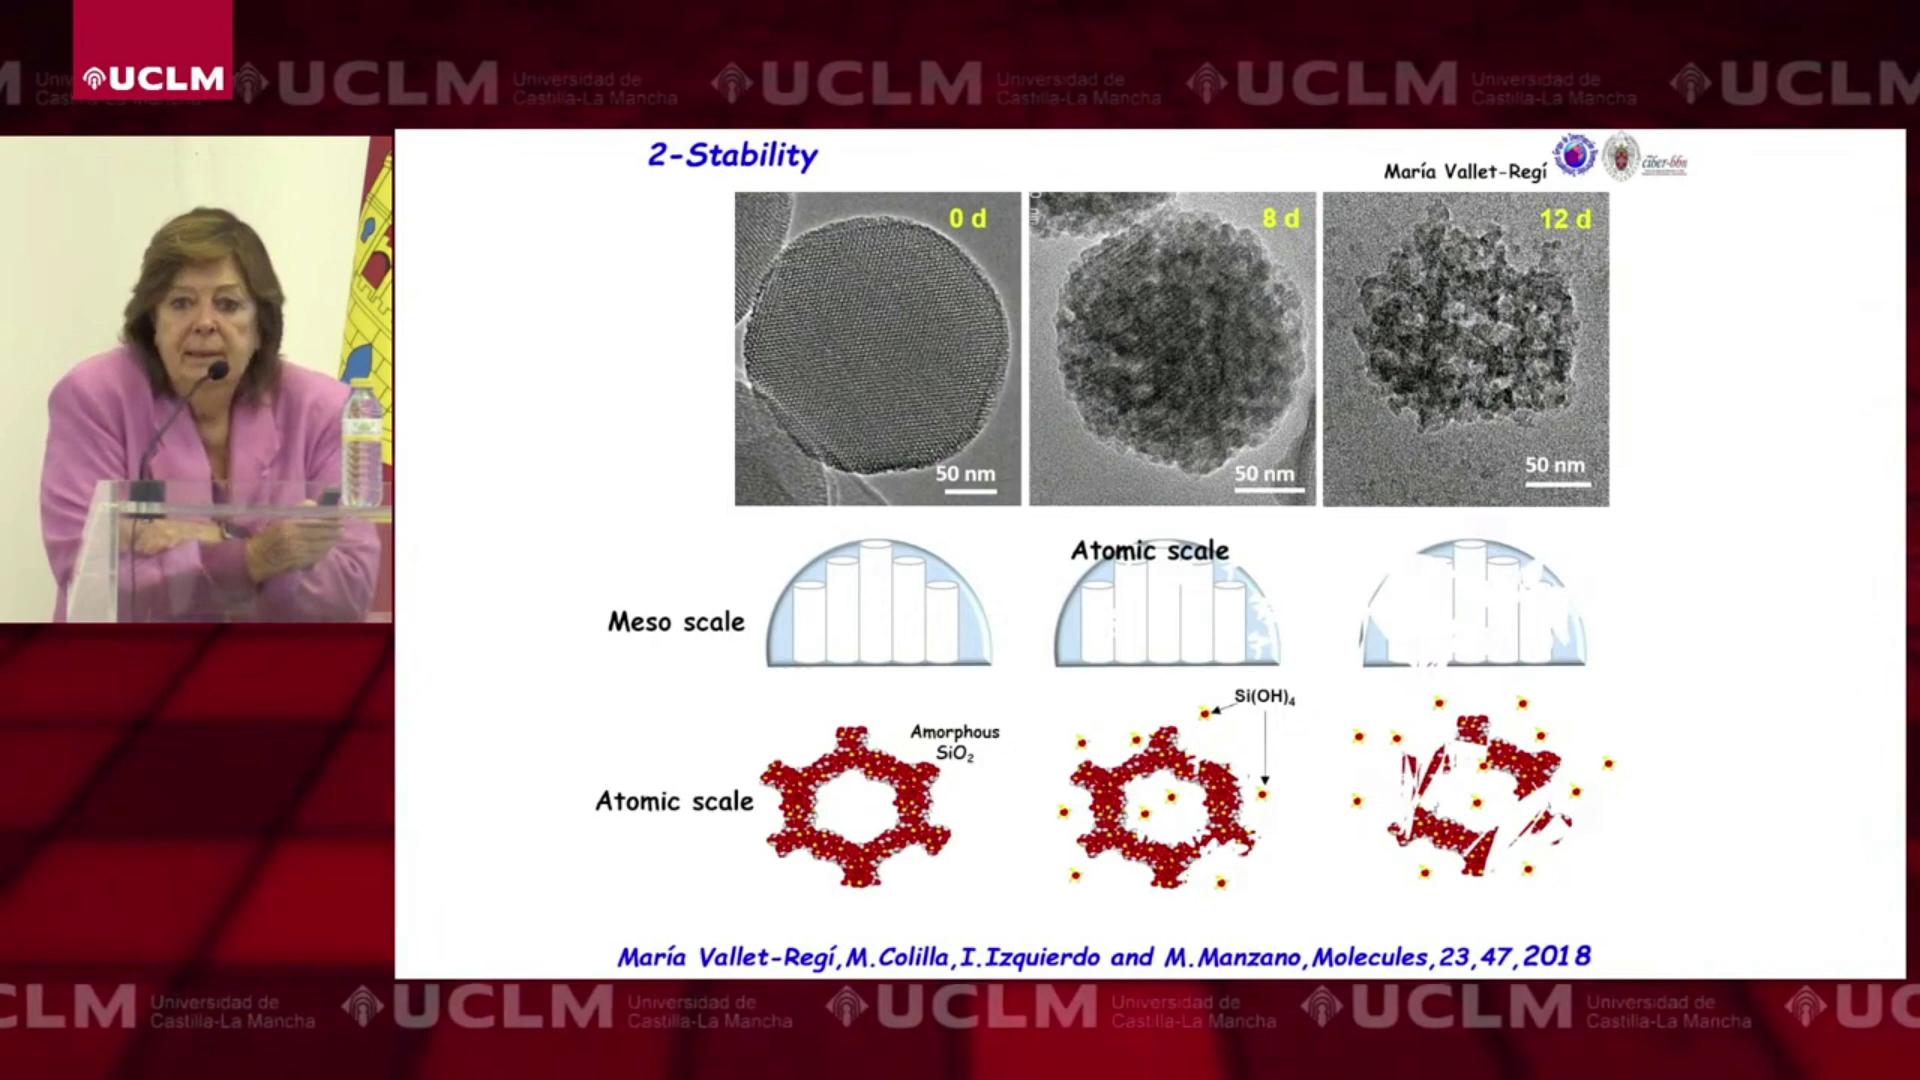 UCLM
UCLM
Universidad de
Castilla-La Mancha
UCLM
Universidad de
Castilla-La Mancha
UCLM
Universidad de
Castilla-La Mancha
UCLM
2-Stability
María Vallet-Regí
ciber-bbn
0 d
8 d
12 d
50 nm
50 nm
50 nm
Atomic scale
Meso scale
Si(OH)₄
Amorphous
SiO₂
Atomic scale
María Vallet-Regí, M.Colilla, I.Izquierdo and M.Manzano, Molecules, 23, 47, 2018
CLM
Universidad de
Castilla-La Mancha
UCLM
Universidad de
Castilla-La Mancha
UCLM
Universidad de
Castilla-La Mancha
UCLM
Universidad de
Castilla-La Mancha
UC